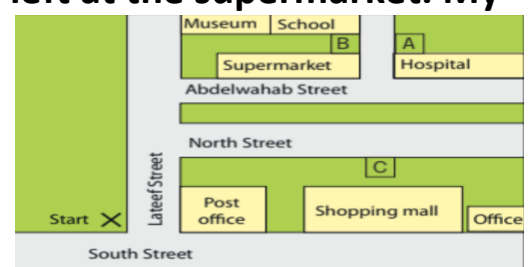 left at the supermarket. My
Museum School
B A
Supermarket Hospital
Abdelwahab Street
North Street
Lateef Street
C
Post office
Shopping mall
Office
Start X
South Street